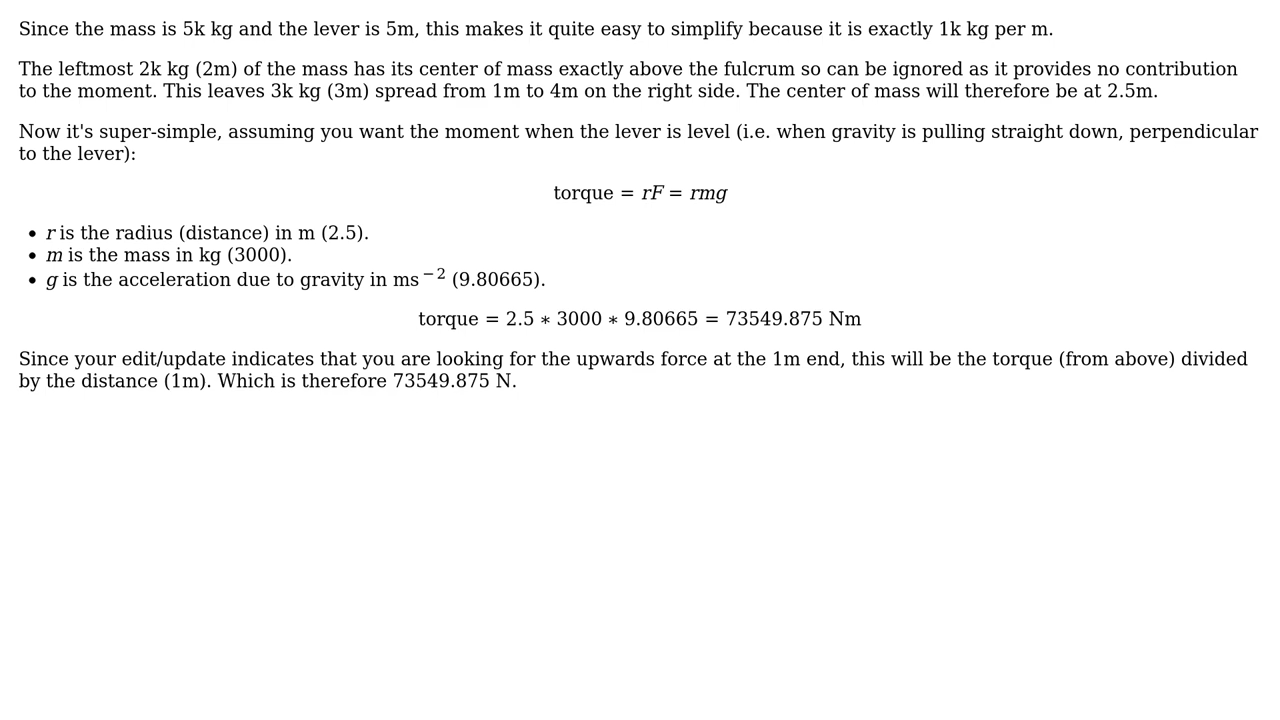 Since the mass is 5k kg and the lever is 5m, this makes it quite easy to simplify because it is exactly 1k kg per m.
The leftmost 2k kg (2m) of the mass has its center of mass exactly above the fulcrum so can be ignored as it provides no contribution
to the moment. This leaves 3k kg (3m) spread from 1m to 4m on the right side. The center of mass will therefore be at 2.5m.
Now it's super-simple, assuming you want the moment when the lever is level (i.e. when gravity is pulling straight down, perpendicular
to the lever):
torque = rF = rmg
• r is the radius (distance) in m (2.5).
• m is the mass in kg (3000).
• g is the acceleration due to gravity in ms⁻² (9.80665).
torque = 2.5 ∗ 3000 ∗ 9.80665 = 73549.875 Nm
Since your edit/update indicates that you are looking for the upwards force at the 1m end, this will be the torque (from above) divided
by the distance (1m). Which is therefore 73549.875 N.